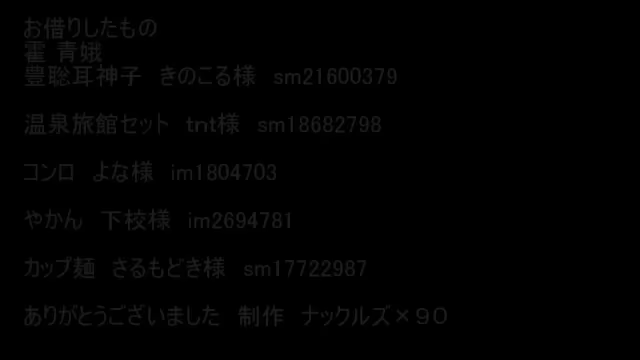 お借りしたもの
霍 青娥
豊聡耳神子　きのこる様　sm21600379
温泉旅館セット　tnt様　sm18682798
コンロ　よな様　im1804703
やかん　下校様　im2694781
カップ麺　さるもどき様　sm17722987
ありがとうございました　制作　ナックルズ×９０